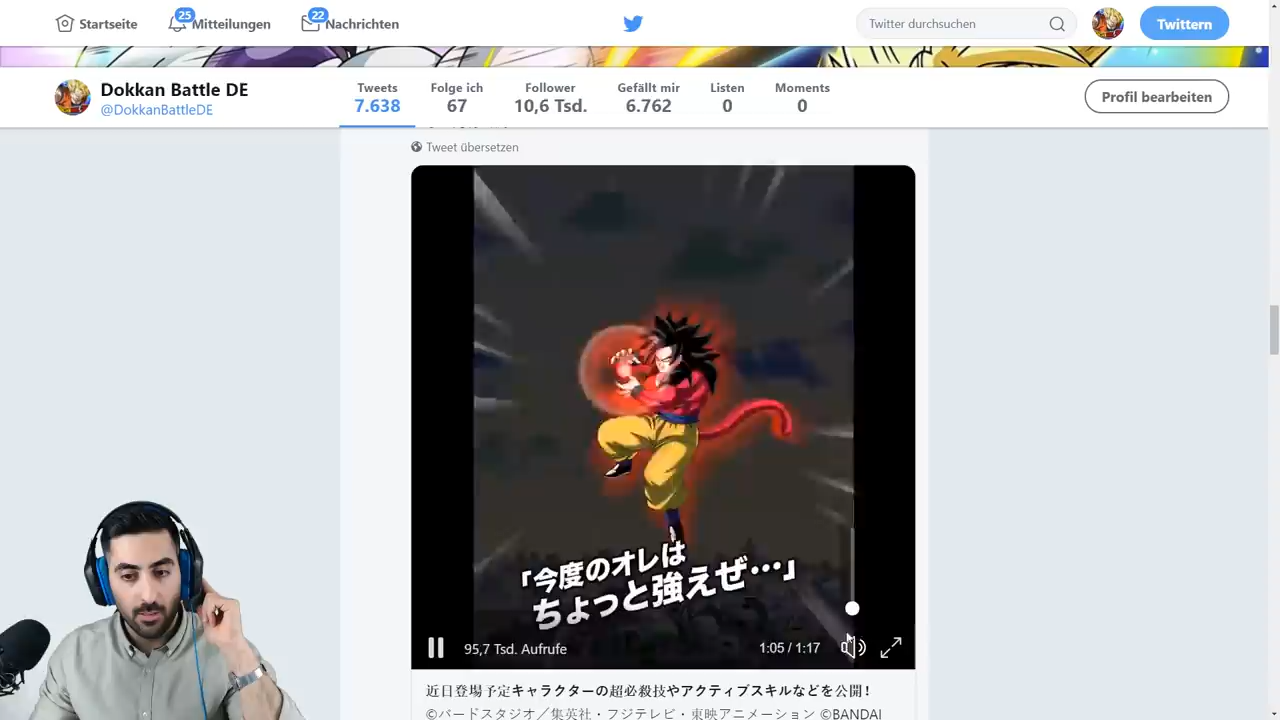 Startseite
25
Mitteilungen
22
Nachrichten
Twitter durchsuchen
Twittern
Dokkan Battle DE
@DokkanBattleDE
Tweets
7.638
Folge ich
67
Follower
10,6 Tsd.
Gefällt mir
6.762
Listen
0
Moments
0
Profil bearbeiten
Tweet übersetzen
「今度のオレは
ちょっと強えぜ…」
95,7 Tsd. Aufrufe
1:05 / 1:17
近日登場予定キャラクターの超必殺技やアクティブスキルなどを公開！
©バードスタジオ／集英社・フジテレビ・東映アニメーション ©BANDAI